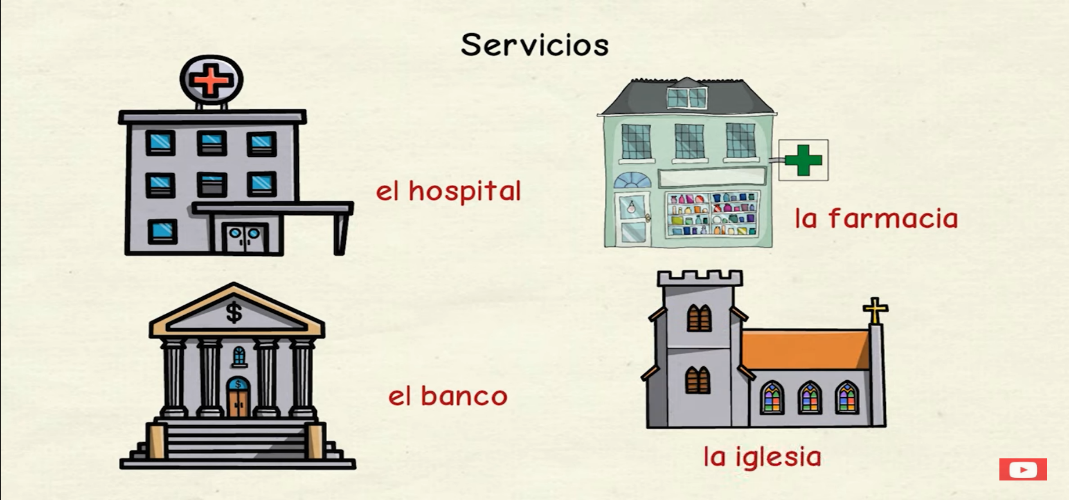 Servicios
el hospital
la farmacia
$
$
el banco
la iglesia